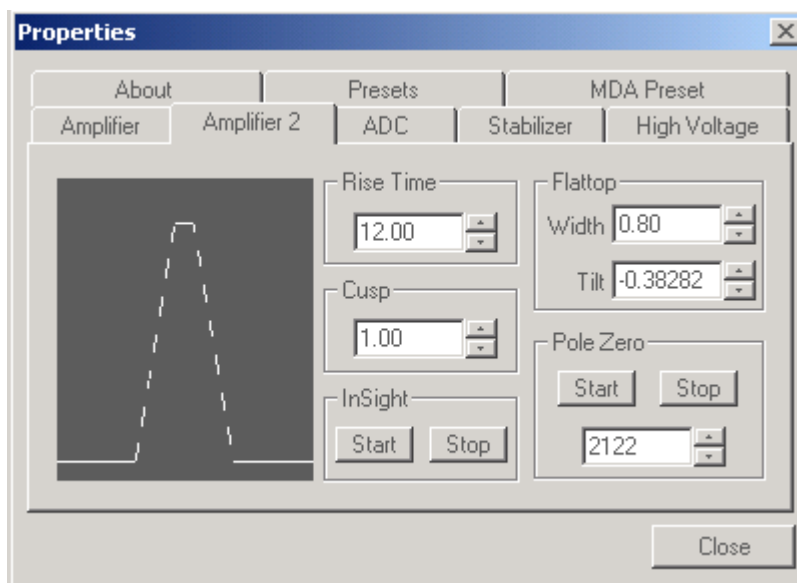 Properties
About Presets MDA Preset
Amplifier Amplifier 2 ADC Stabilizer High Voltage
Rise Time
12.00
Flattop
Width 0.80
Tilt -0.38282
Cusp
1.00
InSight
Start Stop
Pole Zero
Start Stop
2122
Close